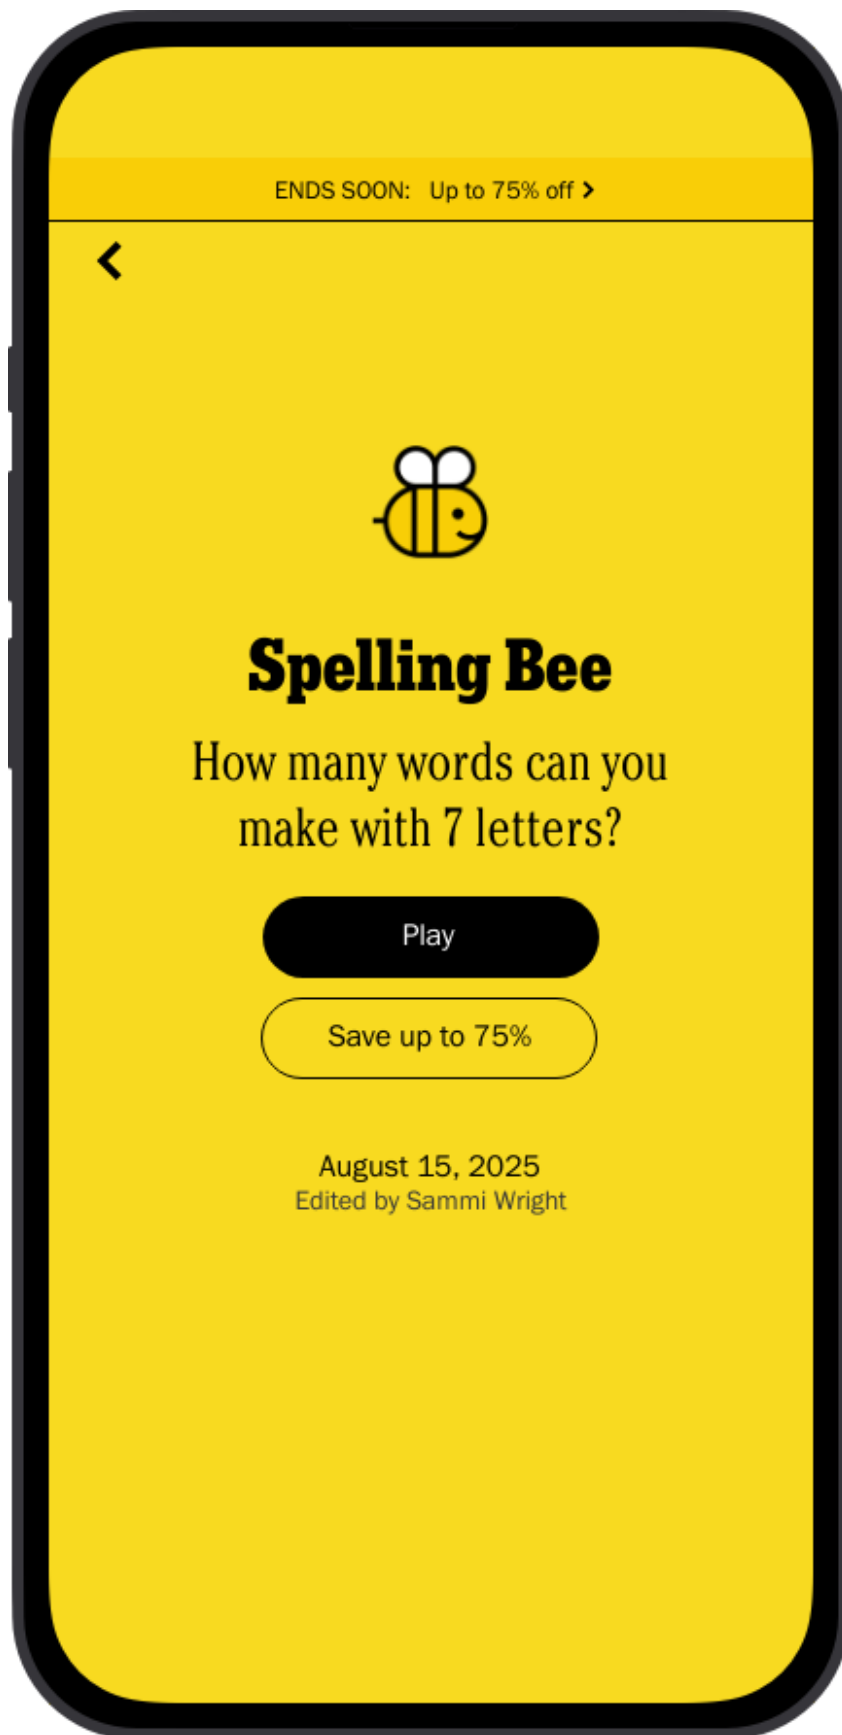 ENDS SOON: Up to 75% off
Spelling Bee
How many words can you
make with 7 letters?
Play
Save up to 75%
August 15, 2025
Edited by Sammi Wright